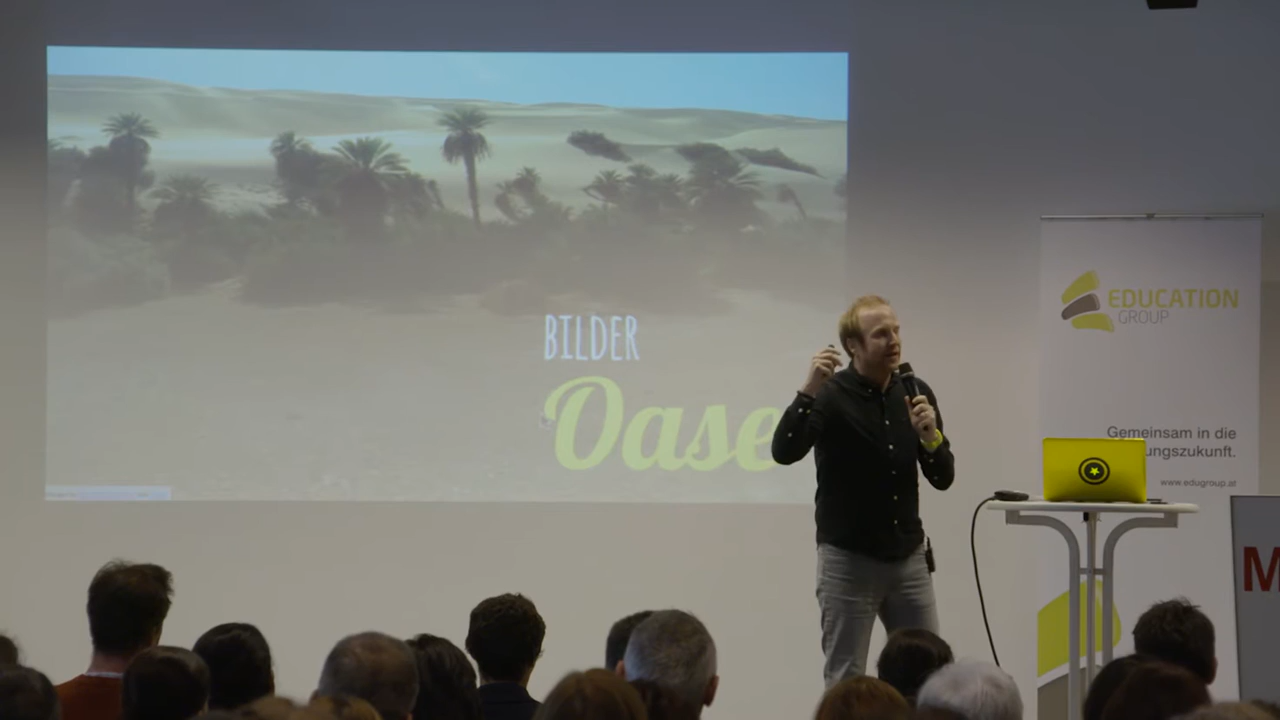 BILDER
Oase
EDUCATION
GROUP
Gemeinsam in die
ungszukunft.
www.edugroup.at
M